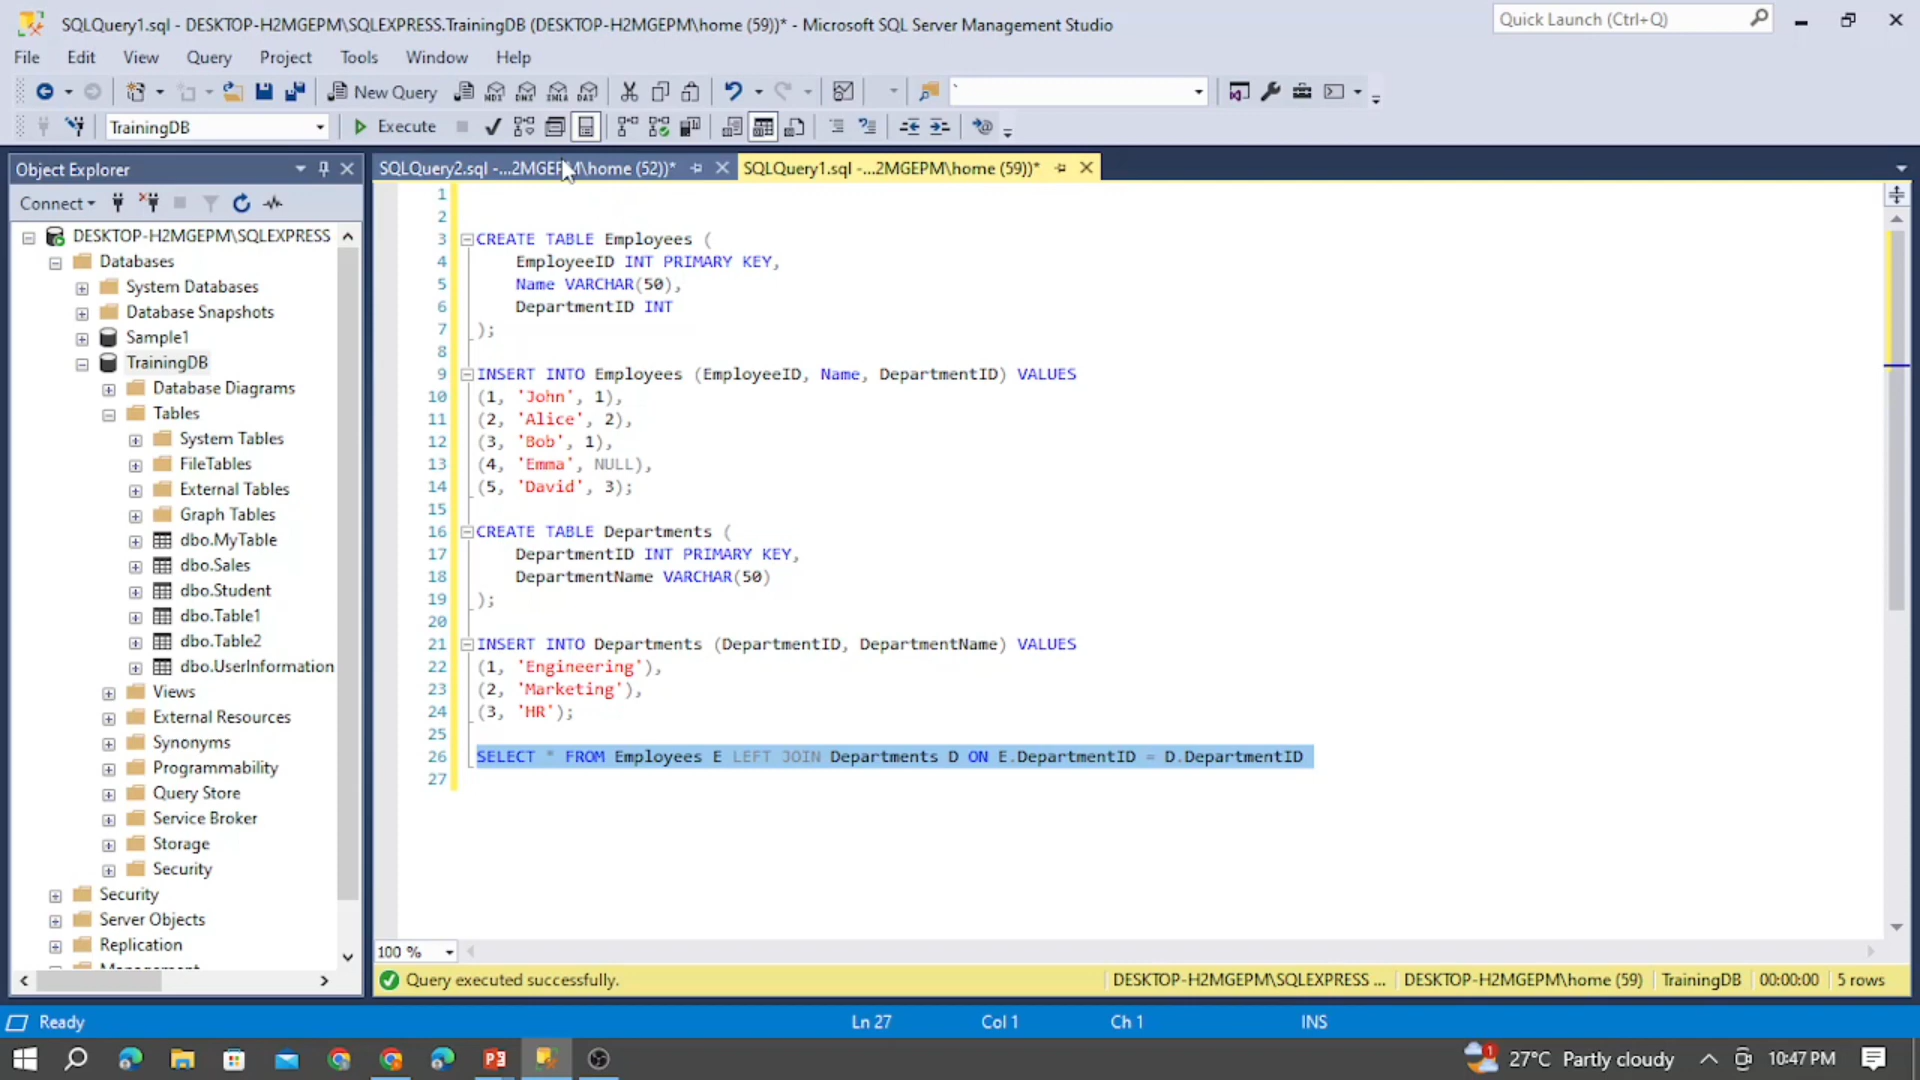 SQLQuery1.sql - DESKTOP-H2MGEPM\SQLEXPRESS.TrainingDB (DESKTOP-H2MGEPM\home (59))* - Microsoft SQL Server Management Studio
Quick Launch (Ctrl+Q)
File Edit View Query Project Tools Window Help
New Query
TrainingDB Execute
Object Explorer
SQLQuery2.sql -...2MGEPM\home (52))* SQLQuery1.sql -...2MGEPM\home (59))*
Connect
DESKTOP-H2MGEPM\SQLEXPRESS
Databases
System Databases
Database Snapshots
Sample1
TrainingDB
Database Diagrams
Tables
System Tables
FileTables
External Tables
Graph Tables
dbo.MyTable
dbo.Sales
dbo.Student
dbo.Table1
dbo.Table2
dbo.UserInformation
Views
External Resources
Synonyms
Programmability
Query Store
Service Broker
Storage
Security
Security
Server Objects
Replication
Management
1
2
3 CREATE TABLE Employees (
4 EmployeeID INT PRIMARY KEY,
5 Name VARCHAR(50),
6 DepartmentID INT
7 );
8
9 INSERT INTO Employees (EmployeeID, Name, DepartmentID) VALUES
10 (1, 'John', 1),
11 (2, 'Alice', 2),
12 (3, 'Bob', 1),
13 (4, 'Emma', NULL),
14 (5, 'David', 3);
15
16 CREATE TABLE Departments (
17 DepartmentID INT PRIMARY KEY,
18 DepartmentName VARCHAR(50)
19 );
20
21 INSERT INTO Departments (DepartmentID, DepartmentName) VALUES
22 (1, 'Engineering'),
23 (2, 'Marketing'),
24 (3, 'HR');
25
26 SELECT * FROM Employees E LEFT JOIN Departments D ON E.DepartmentID = D.DepartmentID
27
100 %
Query executed successfully. DESKTOP-H2MGEPM\SQLEXPRESS ... DESKTOP-H2MGEPM\home (59) TrainingDB 00:00:00 5 rows
Ready Ln 27 Col 1 Ch 1 INS
27°C Partly cloudy 10:47 PM